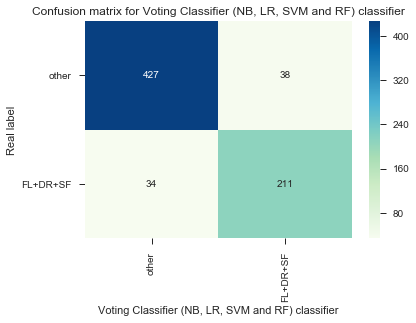 Confusion matrix for Voting Classifier (NB, LR, SVM and RF) classifier
Real label
other
427
38
FL+DR+SF
34
211
other
FL+DR+SF
Voting Classifier (NB, LR, SVM and RF) classifier
400
320
240
160
80